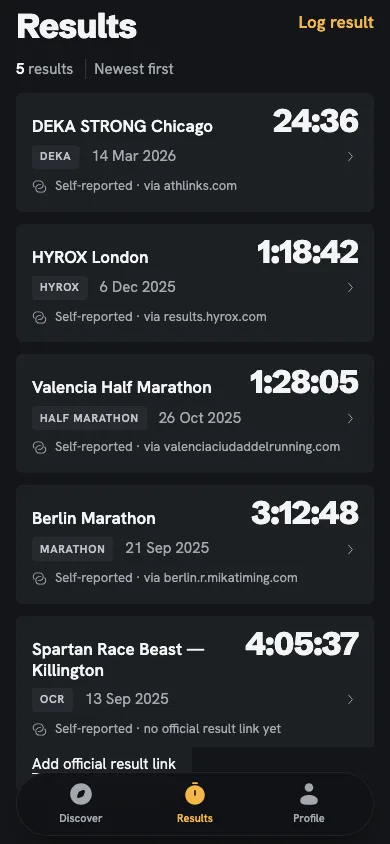 Results
Log result
5 results
Newest first
DEKA STRONG Chicago
24:36
DEKA
14 Mar 2026
Self-reported · via athlinks.com
HYROX London
1:18:42
HYROX
6 Dec 2025
Self-reported · via results.hyrox.com
Valencia Half Marathon
1:28:05
HALF MARATHON
26 Oct 2025
Self-reported · via valenciaciudaddelrunning.com
Berlin Marathon
3:12:48
MARATHON
21 Sep 2025
Self-reported · via berlin.r.mikatiming.com
Spartan Race Beast —
Killington
4:05:37
OCR
13 Sep 2025
Self-reported · no official result link yet
Add official result link
Discover
Results
Profile